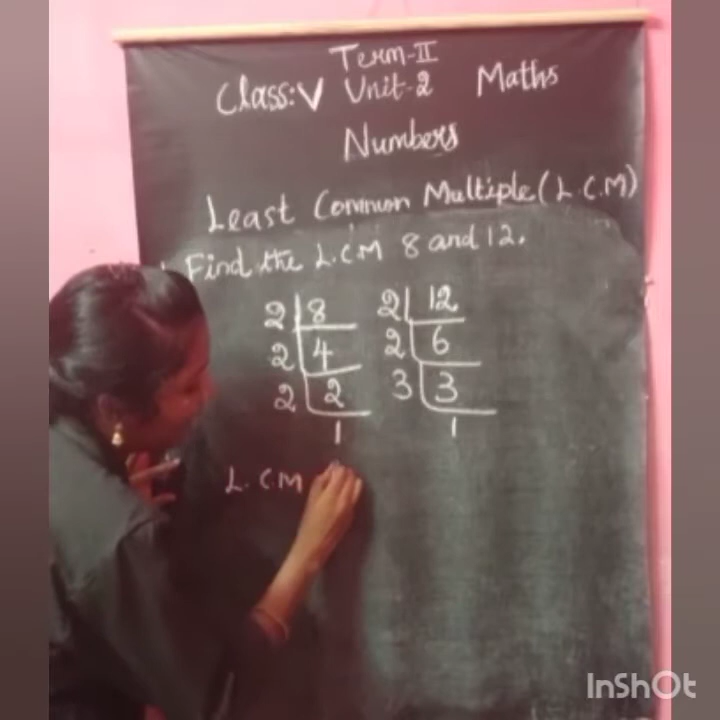 Term-II
Class: V Unit-2 Maths
Numbers
Least Common Multiple (L.C.M)
Find the L.C.M 8 and 12.
2 8 2 12
2 4 2 6
2 2 3 3
1 1
L.C.M
InShOt